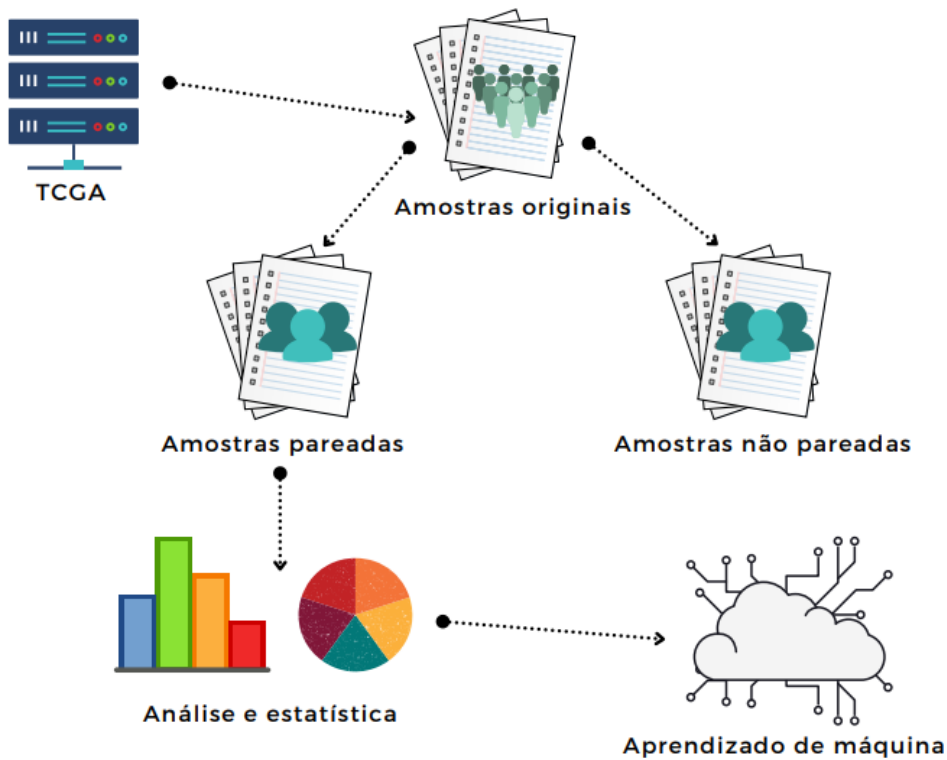 TCGA
Amostras originais
Amostras pareadas
Amostras não pareadas
Análise e estatística
Aprendizado de máquina